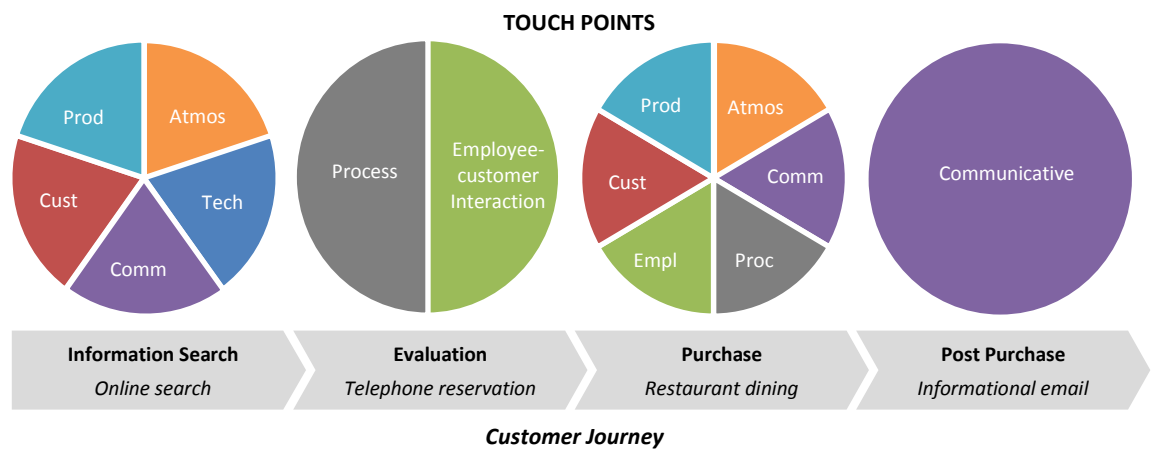 TOUCH POINTS
Prod
Atmos
Cust
Tech
Comm
Process
Employee-
customer
Interaction
Prod
Atmos
Cust
Comm
Empl
Proc
Communicative
Information Search
Online search
Evaluation
Telephone reservation
Purchase
Restaurant dining
Post Purchase
Informational email
Customer Journey